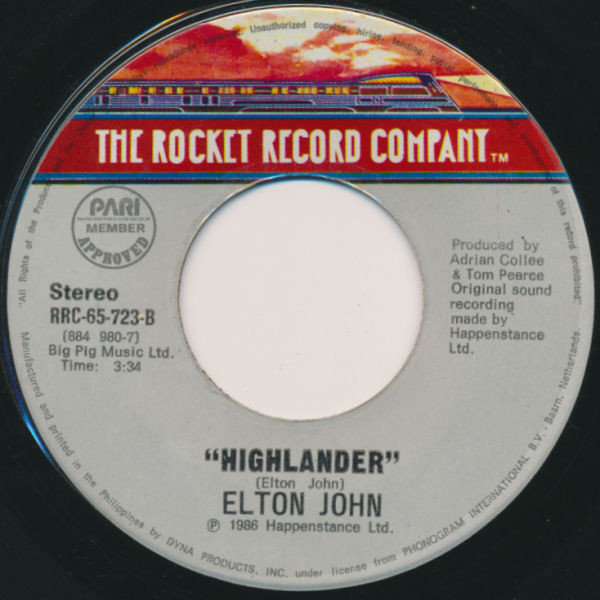 THE ROCKET RECORD COMPANY™
PARI
MEMBER
APPROVED
Stereo
RRC-65-723-B
(884 980-7)
Big Pig Music Ltd.
Time: 3:34
Produced by
Adrian Collee
& Tom Pearce
Original sound
recording
made by
Happenstance
Ltd.
"HIGHLANDER"
(Elton John)
ELTON JOHN
℗ 1986 Happenstance Ltd.
"All Rights of the Producer
Unauthorized copying, hiring, lending, public performance
of this record prohibited."
Manufactured and printed in the Philippines by DYNA PRODUCTS, INC. under license from PHONOGRAM INTERNATIONAL B.V. - Baarn, Netherlands.